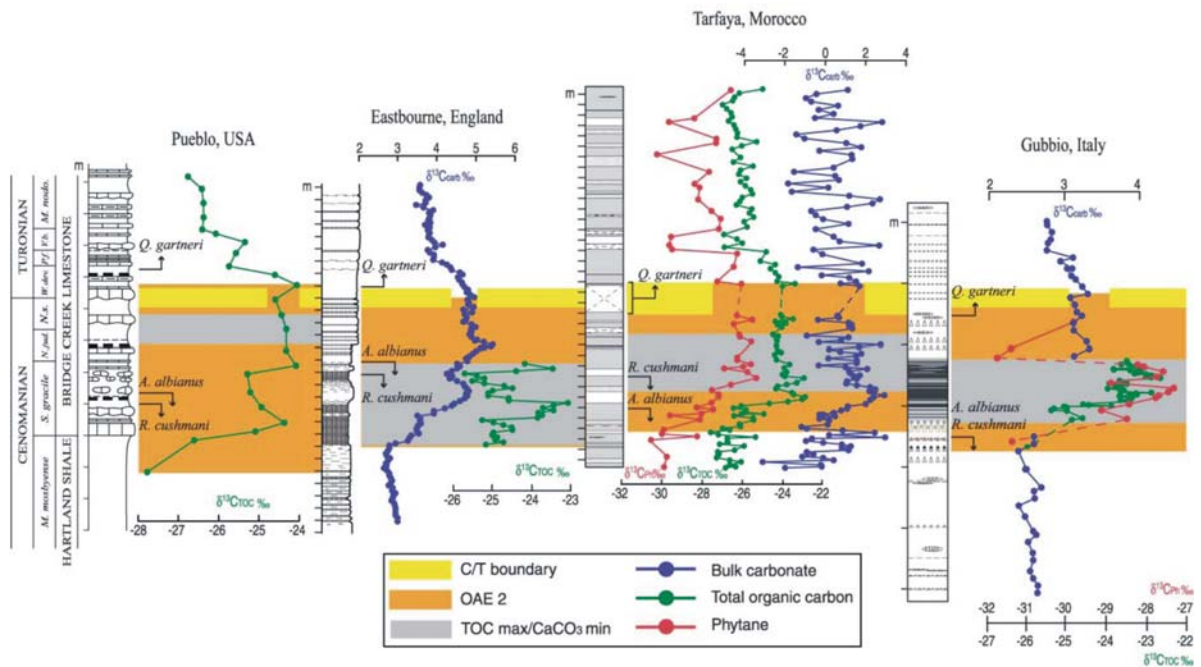 Tarfaya, Morocco
-4 -2 0 2 4
δ¹³Ccarb ‰
m
Eastbourne, England
2 3 4 5 6
δ¹³Ccarb ‰
m
Pueblo, USA
m
Gubbio, Italy
2 3 4
δ¹³Ccarb ‰
m
TURONIAN
CENOMANIAN
M. nodo.
V.b.
P.f.
W. dev.
N.s.
N. jud.
S. gracile
M. mosbyense
BRIDGE CREEK LIMESTONE
HARTLAND SHALE
Q. gartneri
A. albianus
R. cushmani
δ¹³CTOC ‰
-28 -27 -26 -25 -24
Q. gartneri
A. albianus
R. cushmani
δ¹³CTOC ‰
-26 -25 -24 -23
Q. gartneri
R. cushmani
A. albianus
δ¹³CPh‰ δ¹³CTOC ‰
-32 -30 -28 -26 -24 -22
Q. gartneri
A. albianus
R. cushmani
δ¹³CPh ‰
-32 -31 -30 -29 -28 -27
-27 -26 -25 -24 -23 -22
δ¹³CTOC ‰
C/T boundary
OAE 2
TOC max/CaCO₃ min
Bulk carbonate
Total organic carbon
Phytane